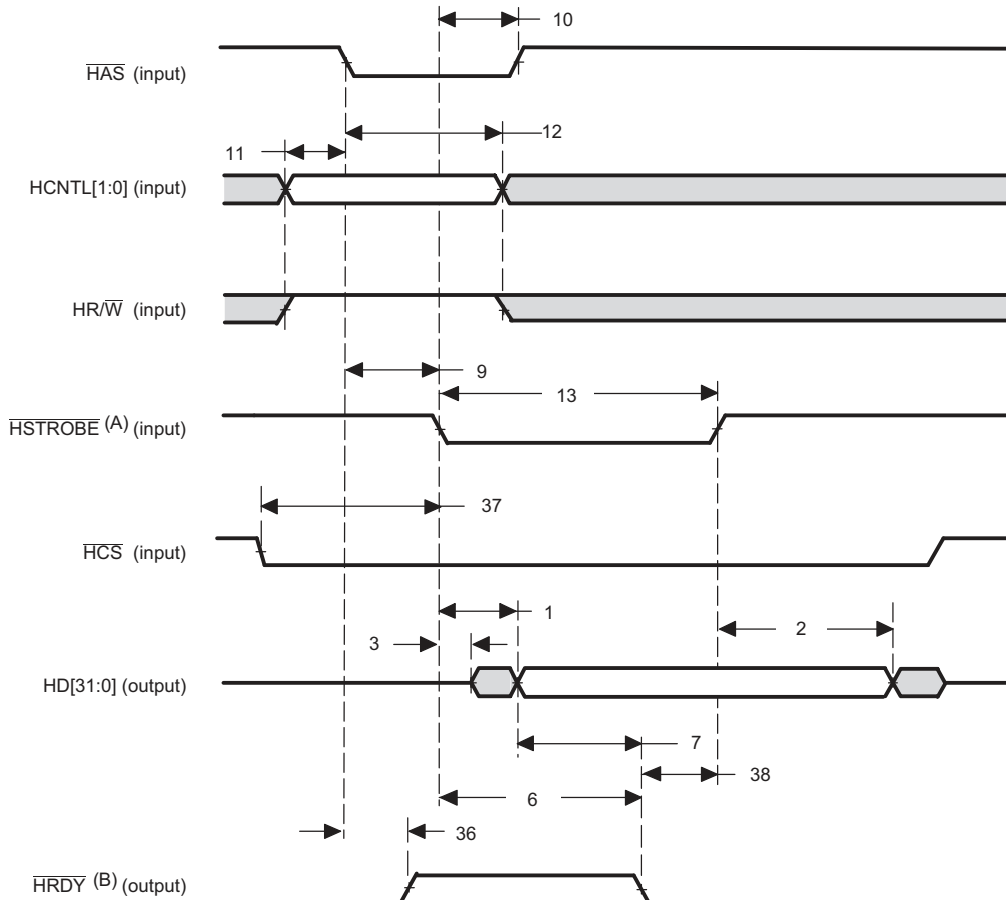 10
HAS (input)
12
11
HCNTL[1:0] (input)
HR/W (input)
9
13
HSTROBE (A) (input)
37
HCS (input)
1
3
2
HD[31:0] (output)
7
38
6
36
HRDY (B) (output)